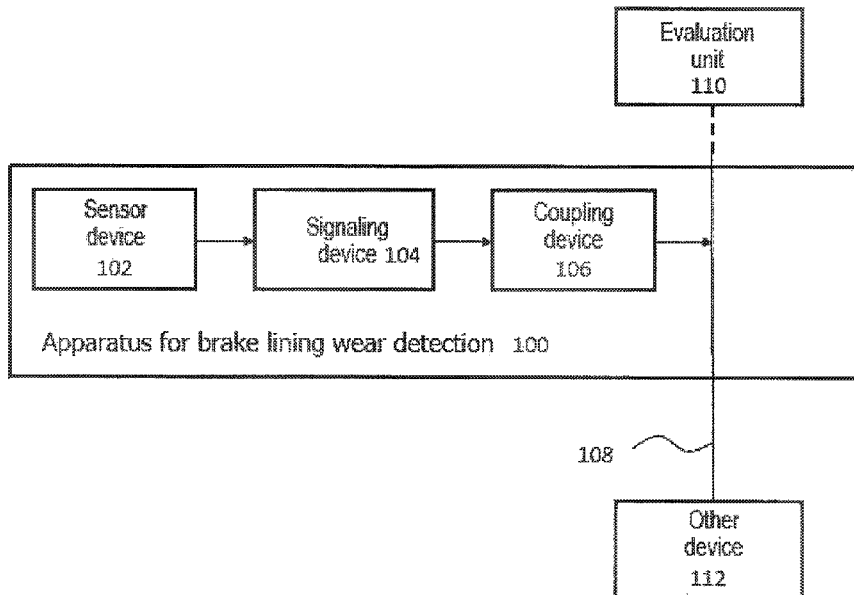 Evaluation
unit
110
Sensor
device
102
Signaling
device 104
Coupling
device
106
Apparatus for brake lining wear detection 100
108
Other
device
112